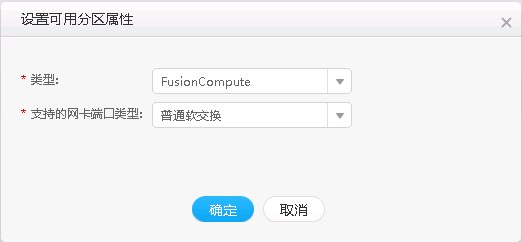 设置可用分区属性
* 类型:
FusionCompute
* 支持的网卡端口类型:
普通软交换
确定
取消